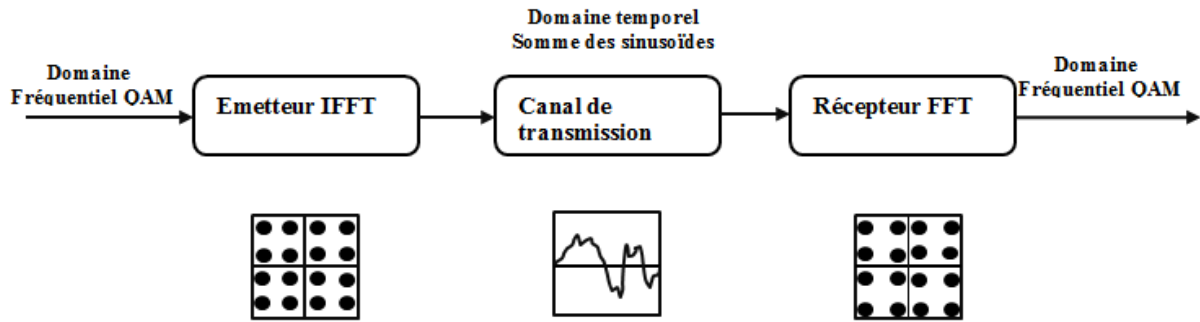 Domaine temporel
Somme des sinusoïdes
Domaine
Fréquentiel QAM
Emetteur IFFT
Canal de
transmission
Récepteur FFT
Domaine
Fréquentiel QAM